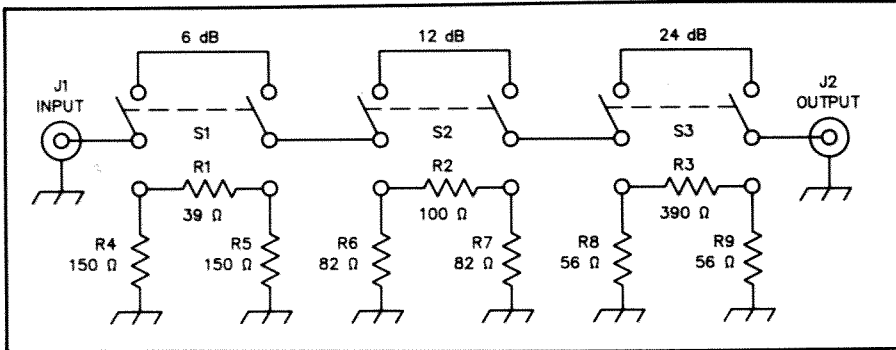 6 dB
12 dB
24 dB
J1
INPUT
J2
OUTPUT
S1
S2
S3
R1
39 Ω
R2
100 Ω
R3
390 Ω
R4
150 Ω
R5
150 Ω
R6
82 Ω
R7
82 Ω
R8
56 Ω
R9
56 Ω